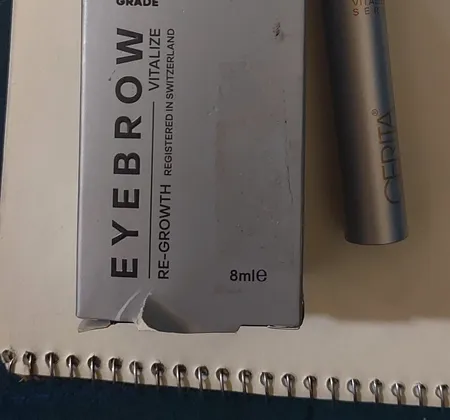 GRADE
EYEBROW
VITALIZE
RE-GROWTH REGISTERED IN SWITZERLAND
8ml℮
CERITA®